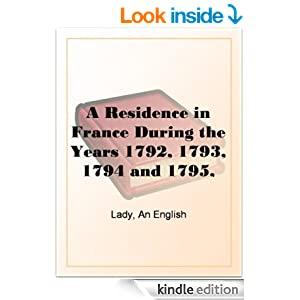 Look inside
A Residence in
France During the
Years 1792, 1793,
1794 and 1795,
Lady, An English
kindle edition